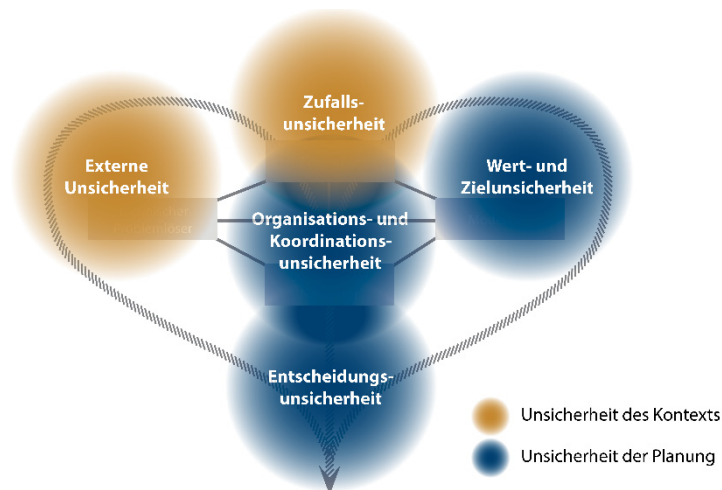 Zufalls-
unsicherheit
Externe
Unsicherheit
Wert- und
Zielunsicherheit
Organisations- und
Koordinations-
unsicherheit
Entscheidungs-
unsicherheit
Unsicherheit des Kontexts
Unsicherheit der Planung